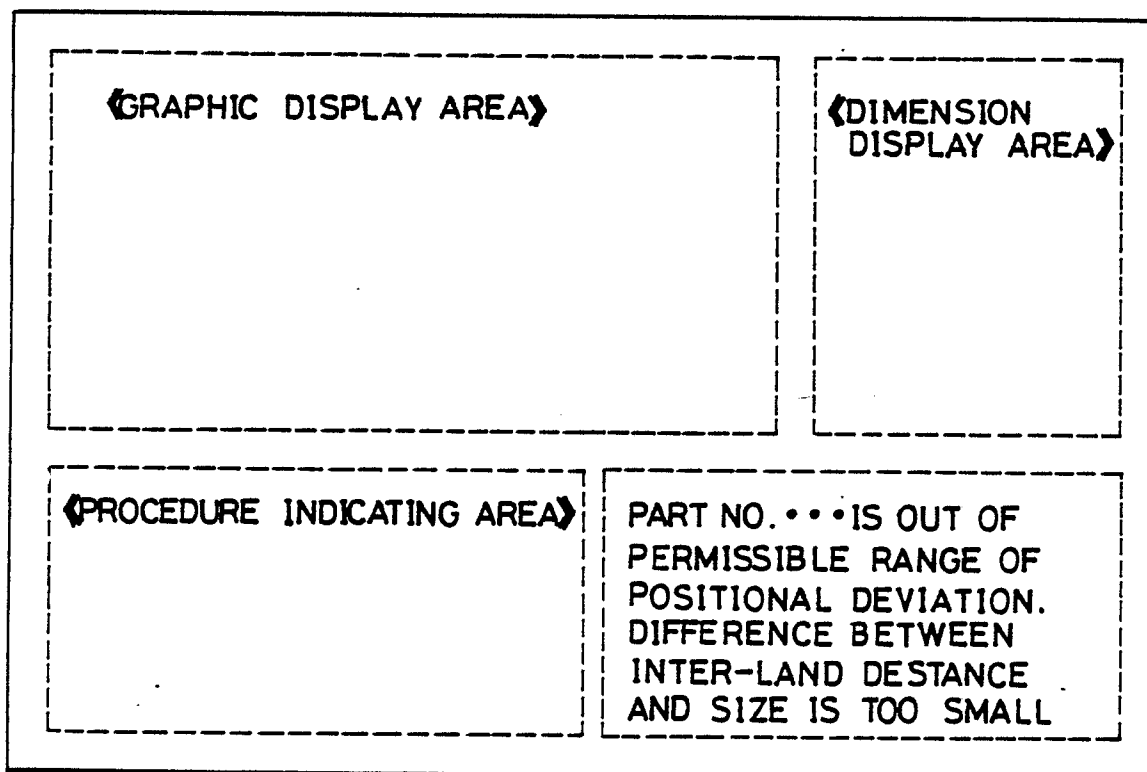 《GRAPHIC DISPLAY AREA》
《DIMENSION
DISPLAY AREA》
《PROCEDURE INDICATING AREA》
PART NO. • • • IS OUT OF
PERMISSIBLE RANGE OF
POSITIONAL DEVIATION.
DIFFERENCE BETWEEN
INTER-LAND DESTANCE
AND SIZE IS TOO SMALL